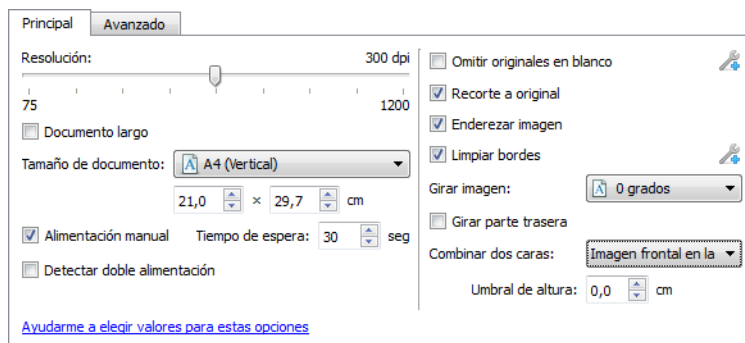 Principal Avanzado
Resolución: 300 dpi
75 1200
Documento largo
Tamaño de documento: A4 (Vertical)
21,0 × 29,7 cm
Alimentación manual Tiempo de espera: 30 seg
Detectar doble alimentación
Ayudarme a elegir valores para estas opciones
Omitir originales en blanco
Recorte a original
Enderezar imagen
Limpiar bordes
Girar imagen: 0 grados
Girar parte trasera
Combinar dos caras: Imagen frontal en la
Umbral de altura: 0,0 cm